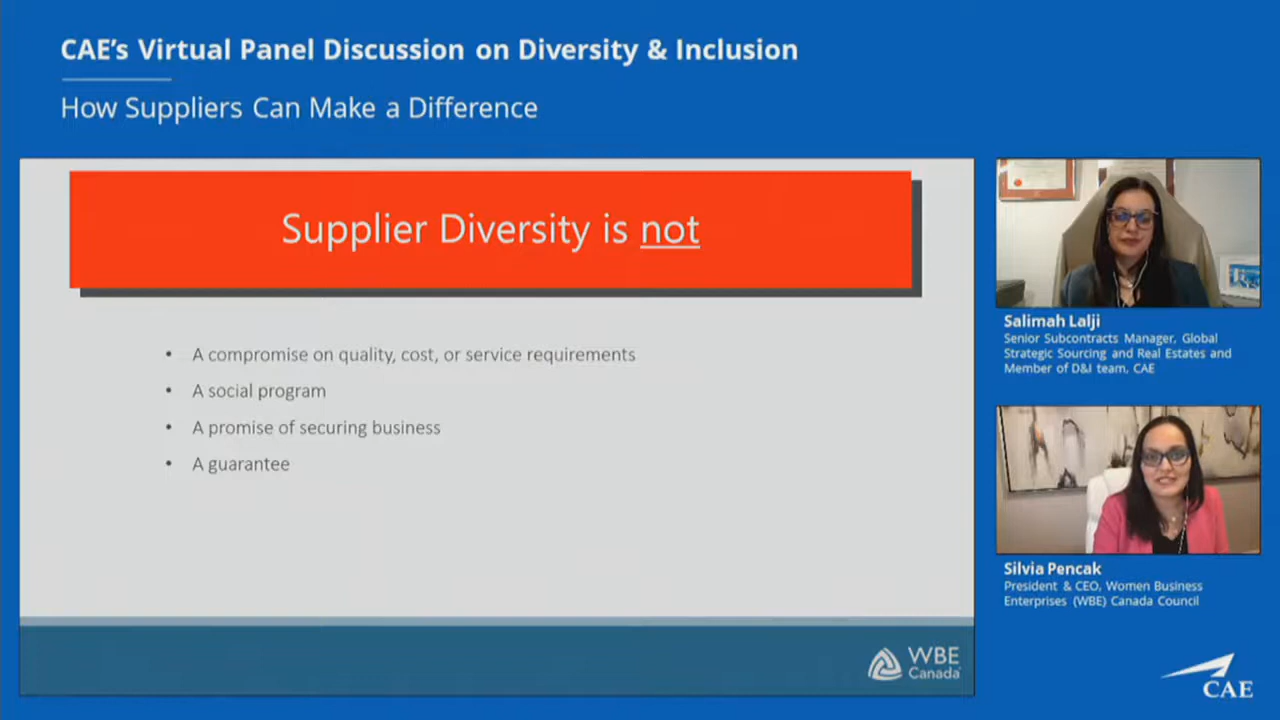 CAE’s Virtual Panel Discussion on Diversity & Inclusion
How Suppliers Can Make a Difference
Supplier Diversity is not
• A compromise on quality, cost, or service requirements
• A social program
• A promise of securing business
• A guarantee
WBE
Canada
Salimah Lalji
Senior Subcontracts Manager, Global
Strategic Sourcing and Real Estates and
Member of D&I team, CAE
Silvia Pencak
President & CEO, Women Business
Enterprises (WBE) Canada Council
CAE